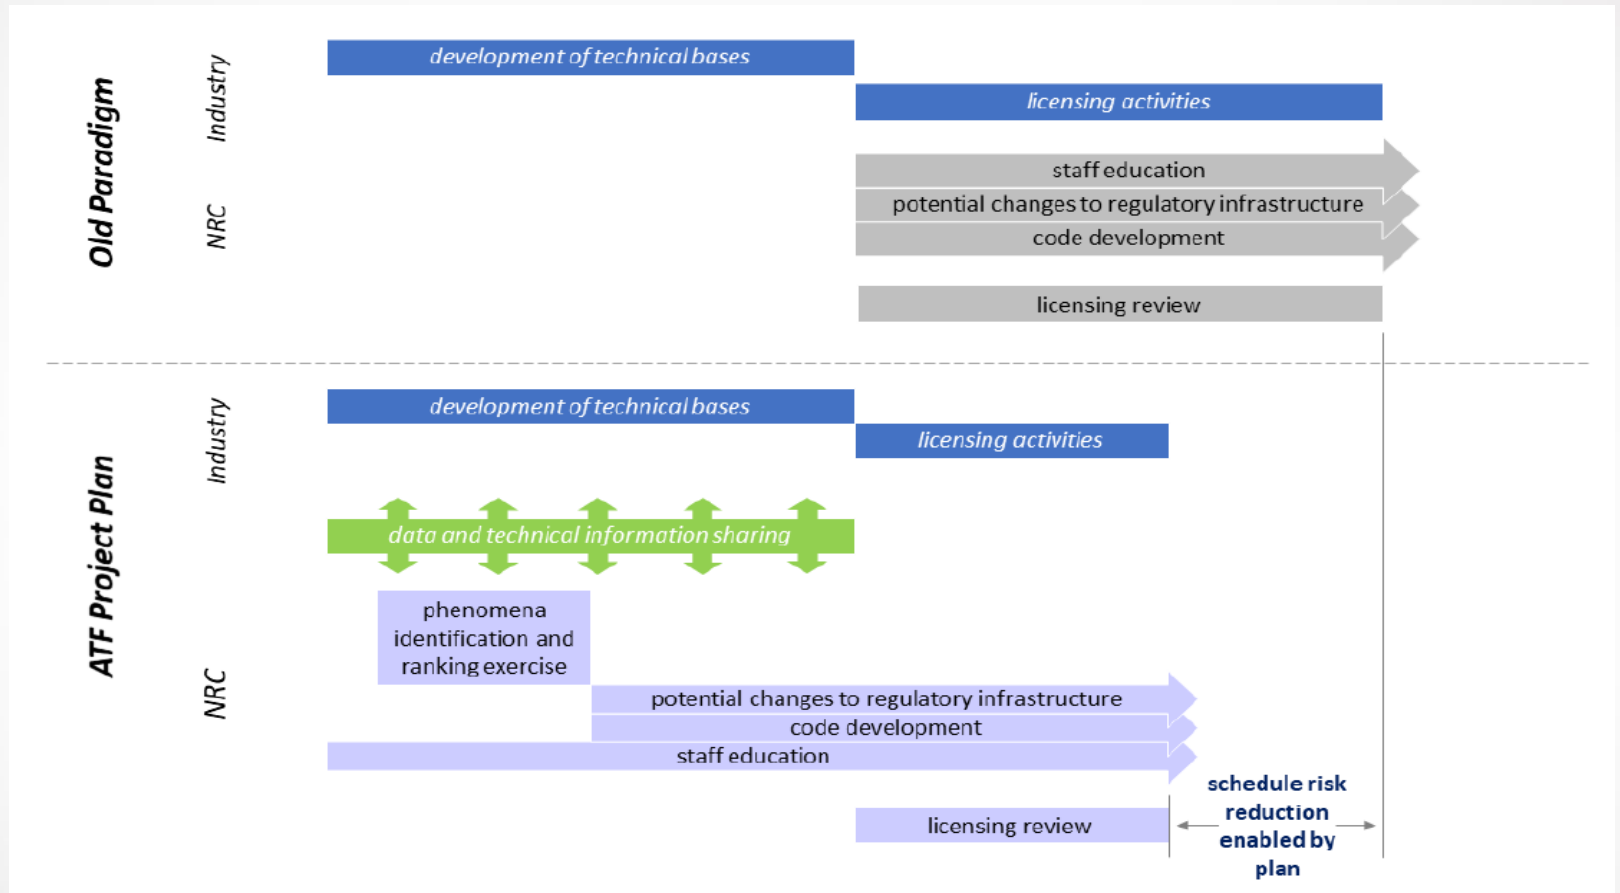 Old Paradigm
Industry
development of technical bases
licensing activities
NRC
staff education
potential changes to regulatory infrastructure
code development
licensing review
ATF Project Plan
Industry
development of technical bases
licensing activities
data and technical information sharing
NRC
phenomena
identification and
ranking exercise
potential changes to regulatory infrastructure
code development
staff education
licensing review
schedule risk
reduction
enabled by
plan